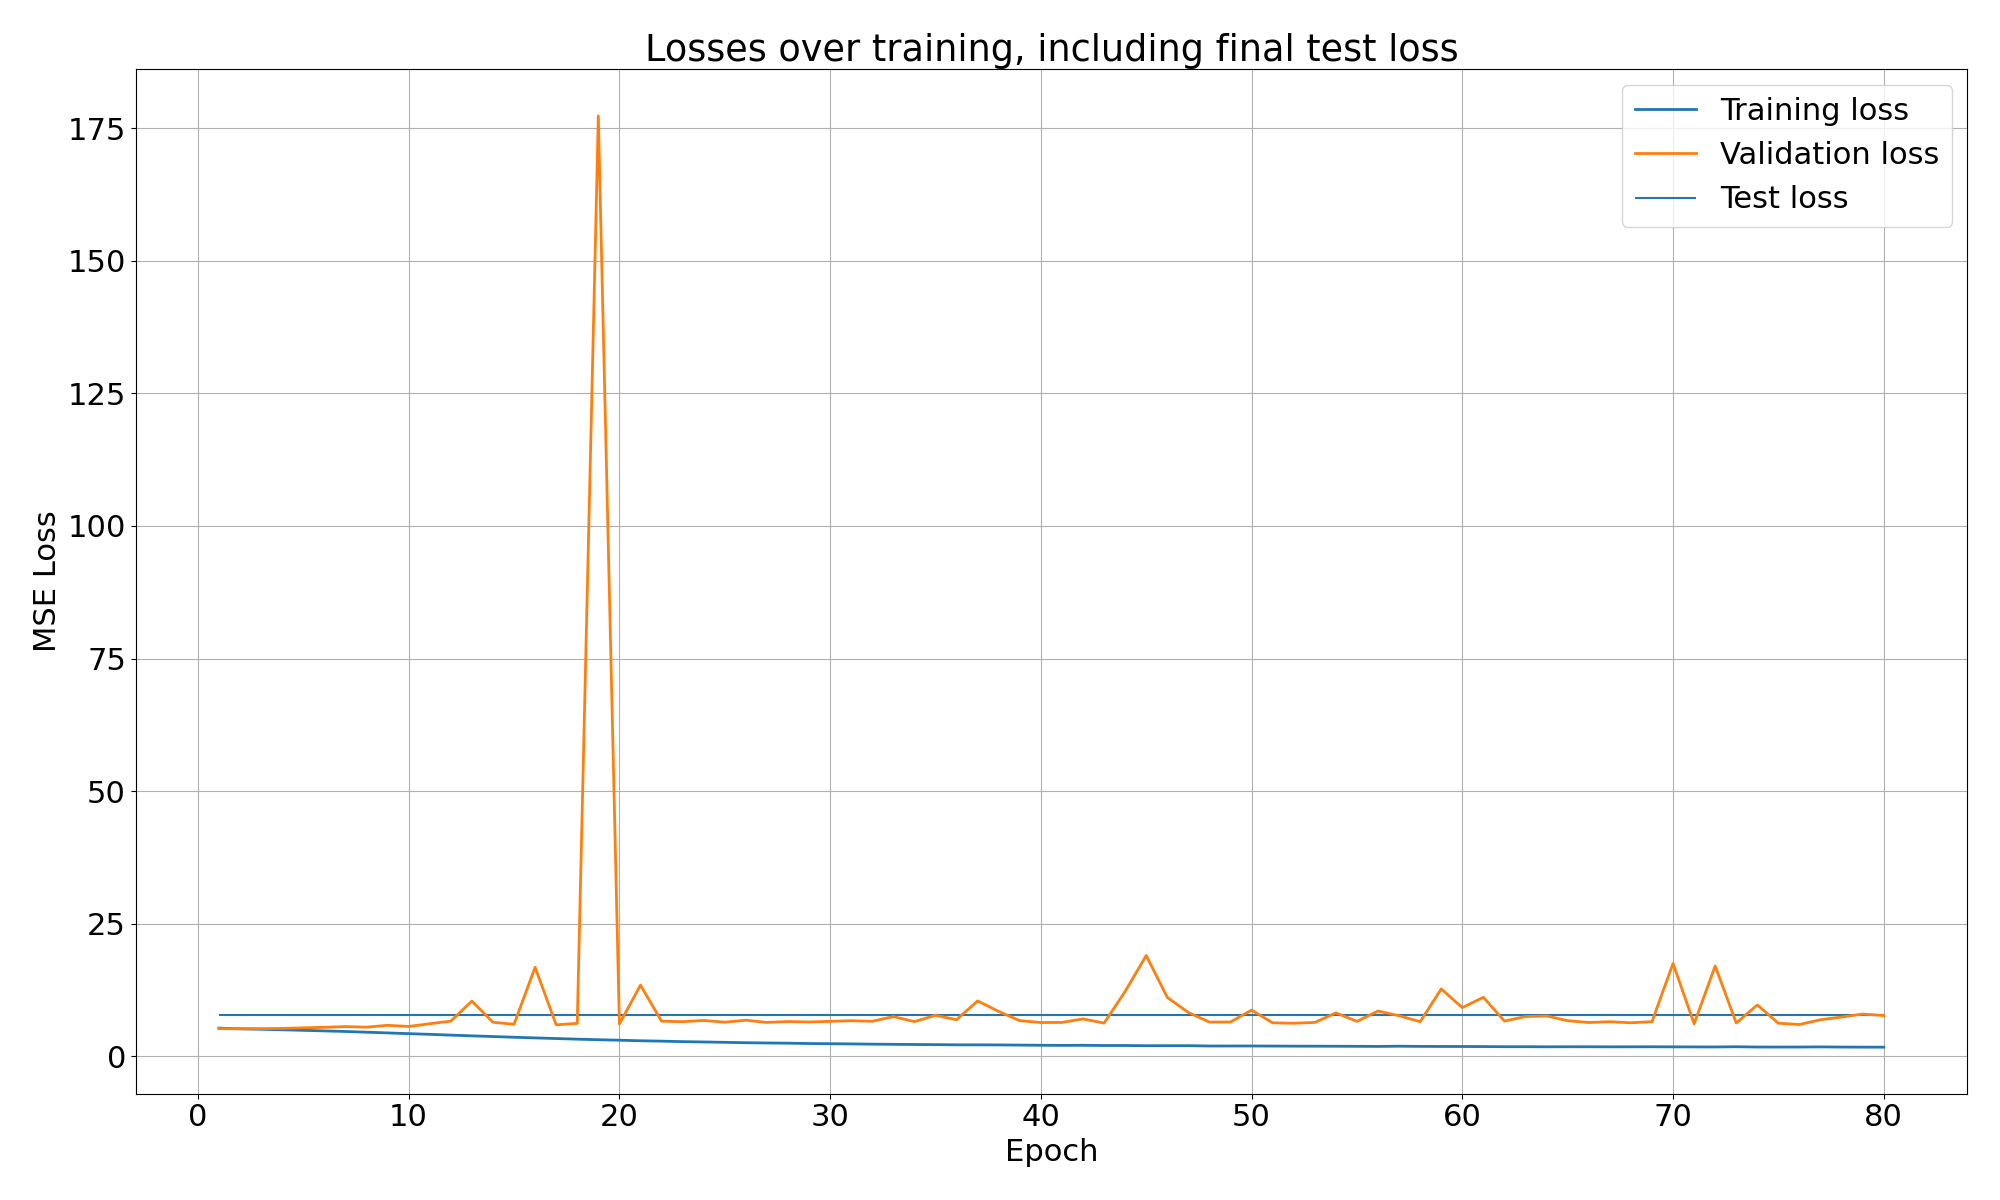 Losses over training, including final test loss
Training loss
Validation loss
Test loss
175
150
125
100
75
50
25
0
MSE Loss
0 10 20 30 40 50 60 70 80
Epoch